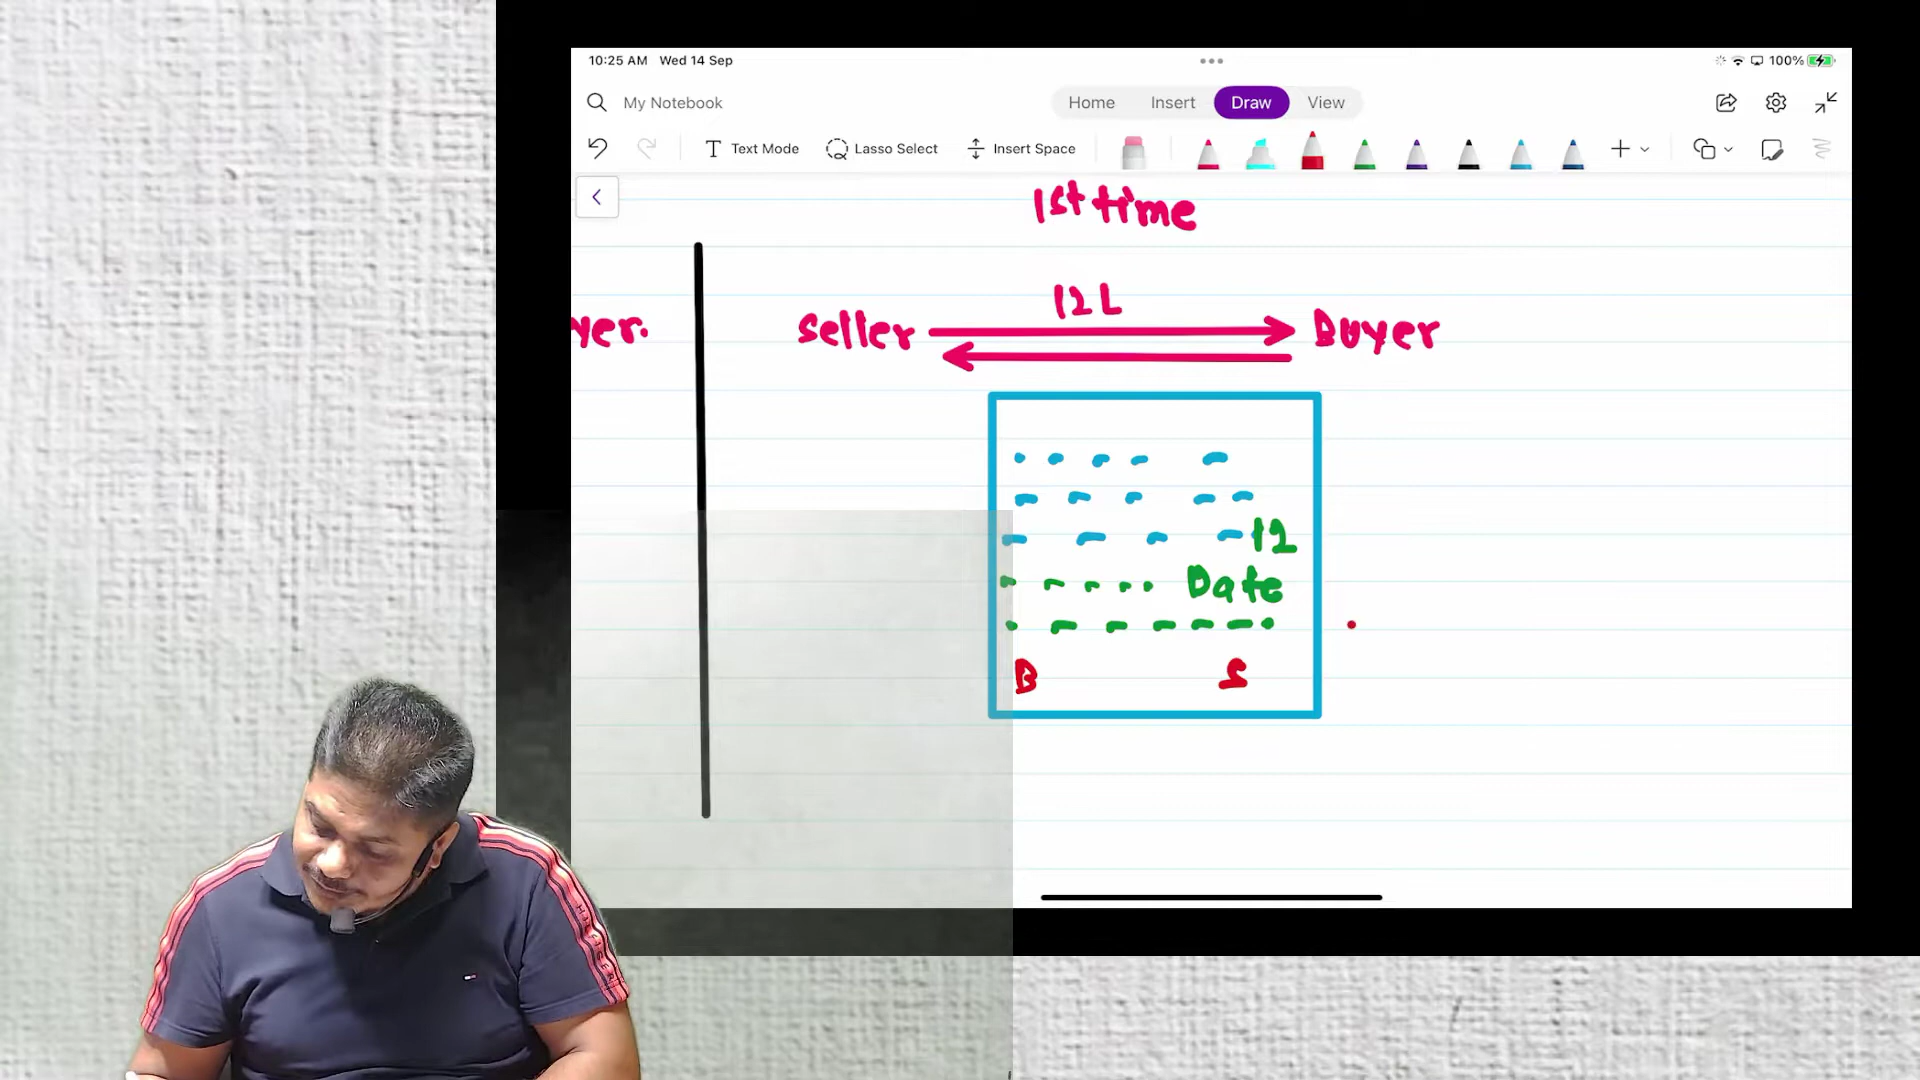 10:25 AM Wed 14 Sep
100%
My Notebook
Home Insert Draw View
Text Mode Lasso Select Insert Space
1st time
12 L
yer. Seller Buyer
12
Date
B S